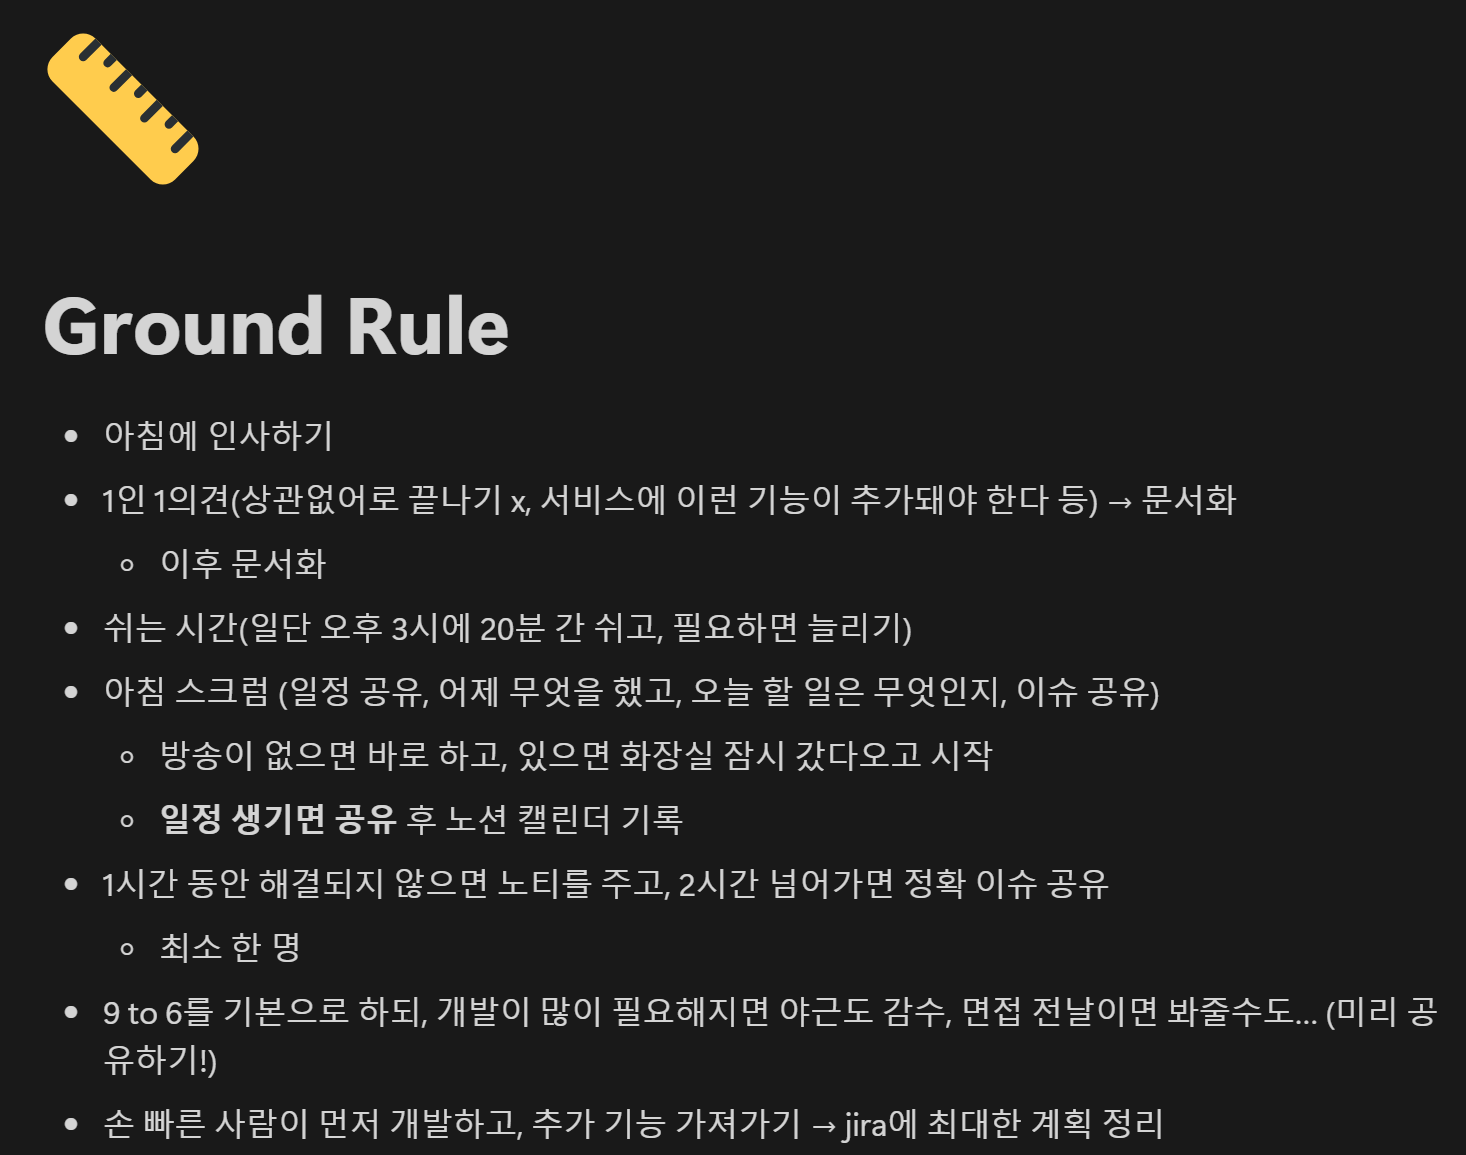 Ground Rule
• 아침에 인사하기
• 1인 1의견(상관없어로 끝나기 x, 서비스에 이런 기능이 추가돼야 한다 등) → 문서화
◦ 이후 문서화
• 쉬는 시간(일단 오후 3시에 20분 간 쉬고, 필요하면 늘리기)
• 아침 스크럼 (일정 공유, 어제 무엇을 했고, 오늘 할 일은 무엇인지, 이슈 공유)
◦ 방송이 없으면 바로 하고, 있으면 화장실 잠시 갔다오고 시작
◦ 일정 생기면 공유 후 노션 캘린더 기록
• 1시간 동안 해결되지 않으면 노티를 주고, 2시간 넘어가면 정확 이슈 공유
◦ 최소 한 명
• 9 to 6를 기본으로 하되, 개발이 많이 필요해지면 야근도 감수, 면접 전날이면 봐줄수도... (미리 공
유하기!)
• 손 빠른 사람이 먼저 개발하고, 추가 기능 가져가기 → jira에 최대한 계획 정리